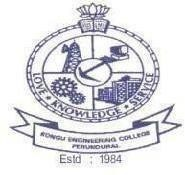 LOVE • KNOWLEDGE • SERVICE
KONGU ENGINEERING COLLEGE
PERUNDURAI
Estd : 1984